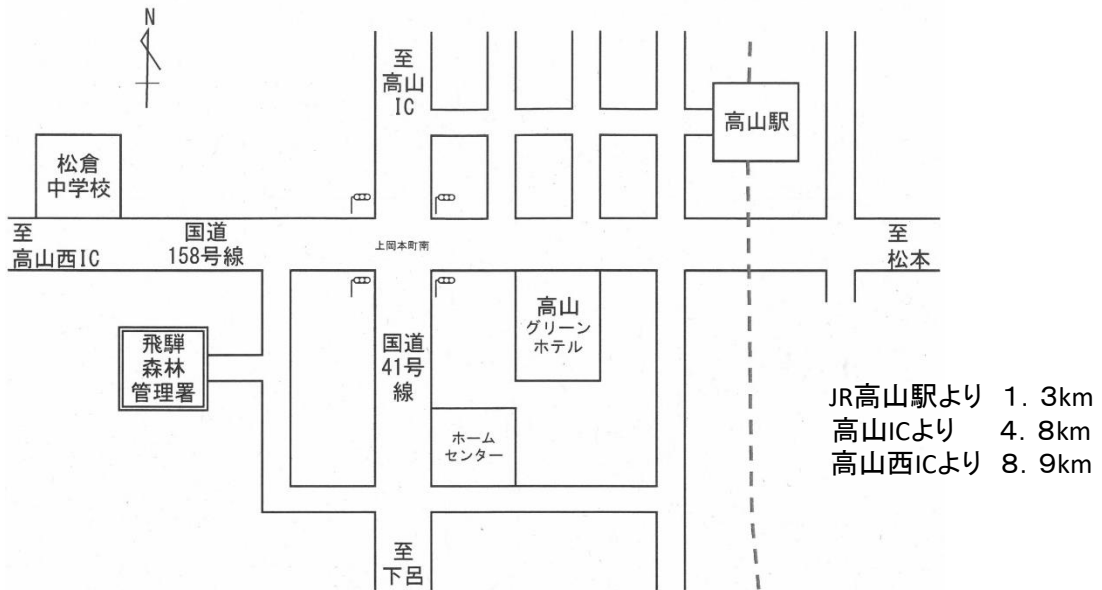 N
至
高山
IC
高山駅
松倉
中学校
至
高山西IC
国道
158号線
上岡本町南
至
松本
飛騨
森林
管理署
国道
41号
線
高山
グリーン
ホテル
ホーム
センター
至
下呂
JR高山駅より 1．3km
高山ICより 4．8km
高山西ICより 8．9km